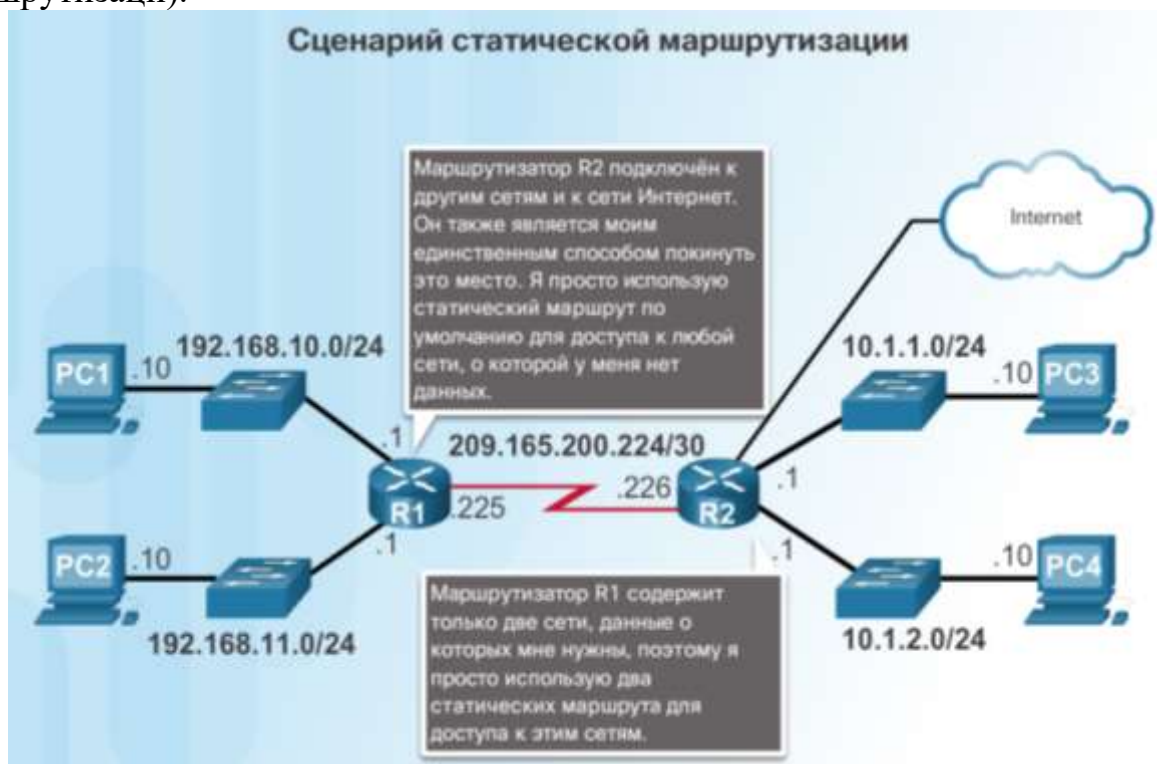 шрутизаци).
Сценарий статической маршрутизации
Маршрутизатор R2 подключён к
другим сетям и к сети Интернет.
Он также является моим
единственным способом покинуть
это место. Я просто использую
статический маршрут по
умолчанию для доступа к любой
сети, о которой у меня нет
данных.
Internet
192.168.10.0/24
10.1.1.0/24
PC1
.10
.10
PC3
.1
209.165.200.224/30
.226
.1
R1
.225
R2
.1
.1
PC2
.10
.10
PC4
192.168.11.0/24
10.1.2.0/24
Маршрутизатор R1 содержит
только две сети, данные о
которых мне нужны, поэтому я
просто использую два
статических маршрута для
доступа к этим сетям.